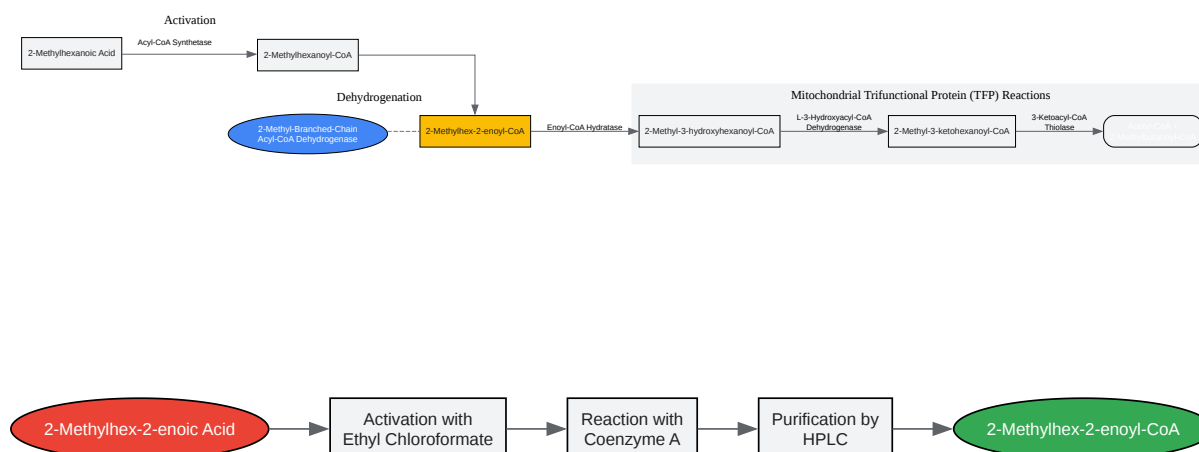 Activation
2-Methylhexanoic Acid
Acyl-CoA Synthetase
2-Methylhexanoyl-CoA
Dehydrogenation
2-Methyl-Branched-Chain
Acyl-CoA Dehydrogenase
2-Methylhex-2-enoyl-CoA
Enoyl-CoA Hydratase
Mitochondrial Trifunctional Protein (TFP) Reactions
2-Methyl-3-hydroxyhexanoyl-CoA
L-3-Hydroxyacyl-CoA
Dehydrogenase
2-Methyl-3-ketohexanoyl-CoA
3-Ketoacyl-CoA
Thiolase
2-Methylhex-2-enoic Acid
Activation with
Ethyl Chloroformate
Reaction with
Coenzyme A
Purification by
HPLC
2-Methylhex-2-enoyl-CoA